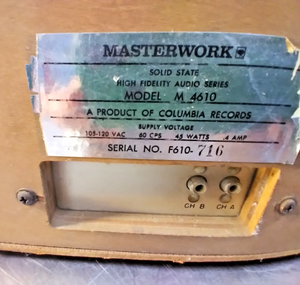 MASTERWORK
SOLID STATE
HIGH FIDELITY AUDIO SERIES
MODEL M 4610
A PRODUCT OF COLUMBIA RECORDS
SUPPLY VOLTAGE
105-120 VAC 60 CPS 45 WATTS .4 AMP
SERIAL NO. F610-716
CH B CH A